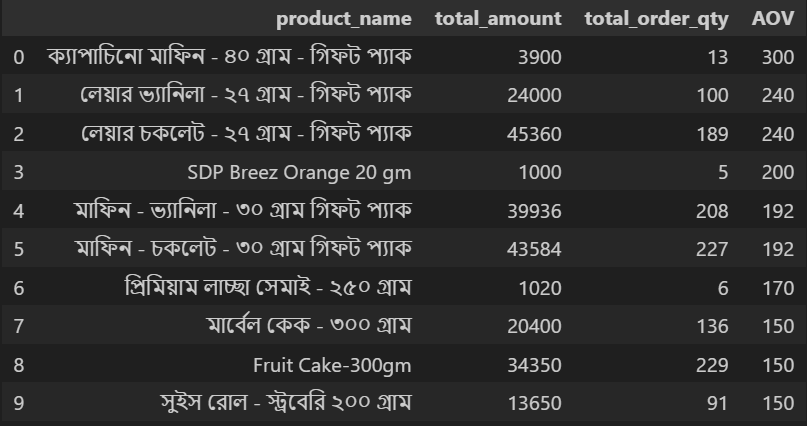 product_name total_amount total_order_qty AOV
0 ক্যাপাচিনো মাফিন - ৪০ গ্রাম - গিফট প্যাক 3900 13 300
1 লেয়ার ভ্যানিলা - ২৭ গ্রাম - গিফট প্যাক 24000 100 240
2 লেয়ার চকলেট - ২৭ গ্রাম - গিফট প্যাক 45360 189 240
3 SDP Breez Orange 20 gm 1000 5 200
4 মাফিন - ভ্যানিলা - ৩০ গ্রাম গিফট প্যাক 39936 208 192
5 মাফিন - চকলেট - ৩০ গ্রাম গিফট প্যাক 43584 227 192
6 প্রিমিয়াম লাচ্ছা সেমাই - ২৫০ গ্রাম 1020 6 170
7 মার্বেল কেক - ৩০০ গ্রাম 20400 136 150
8 Fruit Cake-300gm 34350 229 150
9 সুইস রোল - স্ট্রবেরি ২০০ গ্রাম 13650 91 150